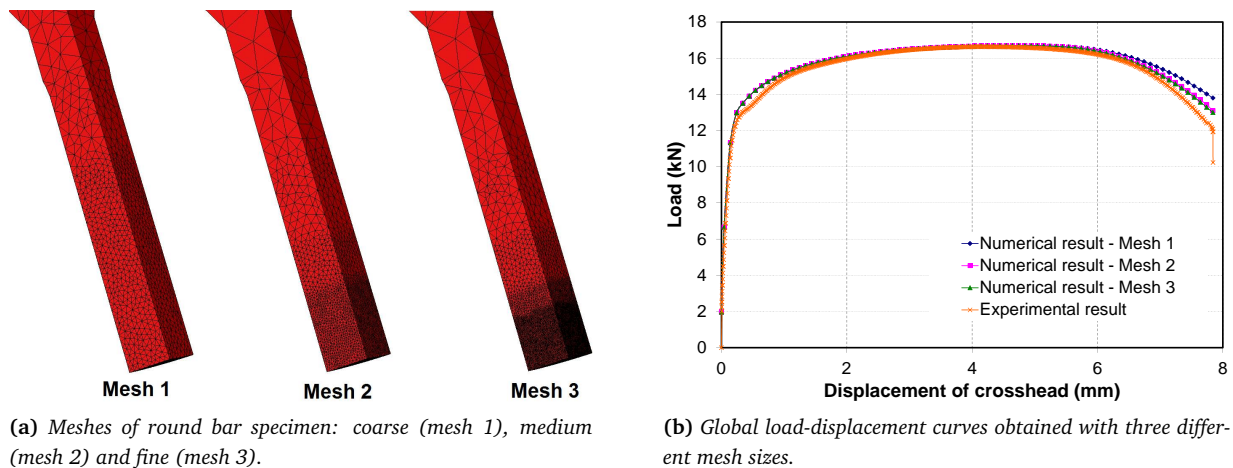 Mesh 1
Mesh 2
Mesh 3
(a) Meshes of round bar specimen: coarse (mesh 1), medium
(mesh 2) and fine (mesh 3).
18
16
14
12
10
8
6
4
2
0
Load (kN)
Numerical result - Mesh 1
Numerical result - Mesh 2
Numerical result - Mesh 3
Experimental result
0 2 4 6 8
Displacement of crosshead (mm)
(b) Global load-displacement curves obtained with three differ-
ent mesh sizes.